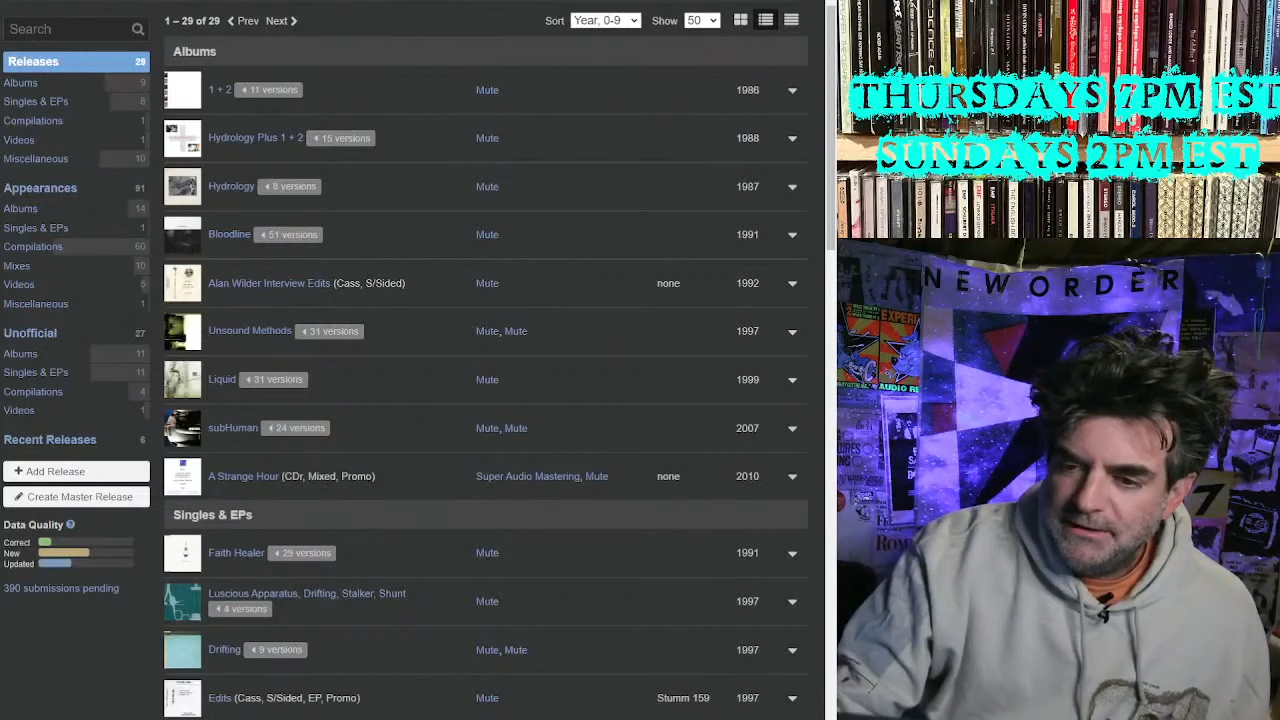 Search
Releases 29
Albums 9
Singles & EPs 8
Compilations 1
Videos 1
Miscellaneous 10
Appearances 91
Albums 14
Singles & EPs 1
Compilations 60
Mixes 10
Videos 5
Miscellaneous 1
Unofficial 27
Albums 11
Singles & EPs 11
Compilations 4
Videos 1
Recent Releases 6
Add Release
Create Master Release
Data Quality
Correct
New
Updated
390 submissions pending
1 – 29 of 29 Prev Next Sort Year, 0-9 Show 50
Albums
1 + 2 11 versions Mute 1986
Hydrology Plus 1 + 2 15 versions Mute 1988
Hydrology 8 versions Mute 1987
Bloodline 51 versions Mute 1991
Alan Wilder Interview Edits (Cass, S/Sided) Mute none 1992
Unsound Methods 31 versions Mute, Mute 1997
Liquid 31 versions Mute 1999
subHuman 24 versions Mute, Mute 2007
A Strange Hour (CDr, Mixed, Promo) Super Audio Mastering, Mute none 2010
Singles & EPs
Faith Healer 29 versions Mute 1991
Luscious Apparatus, Drifting, Stalker, Shunt
4 versions Mute 1997
Drifting 9 versions Mute, Mute 1997
Edits (Cass, S/Sided, EP, Promo) Mute Stumm 159 1997
THURSDAYS 7PM EST
SUNDAYS 2PM EST
NEW ORDER